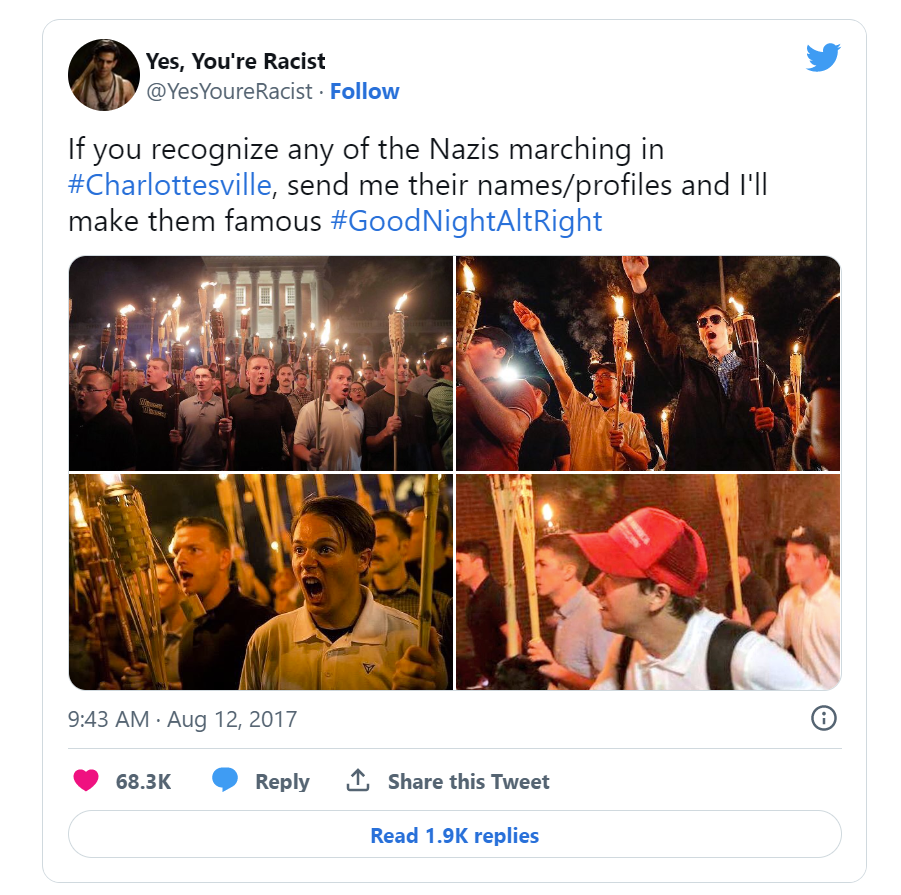 Yes, You're Racist
@YesYoureRacist · Follow
If you recognize any of the Nazis marching in
#Charlottesville, send me their names/profiles and I'll
make them famous #GoodNightAltRight
9:43 AM · Aug 12, 2017
68.3K Reply Share this Tweet
Read 1.9K replies